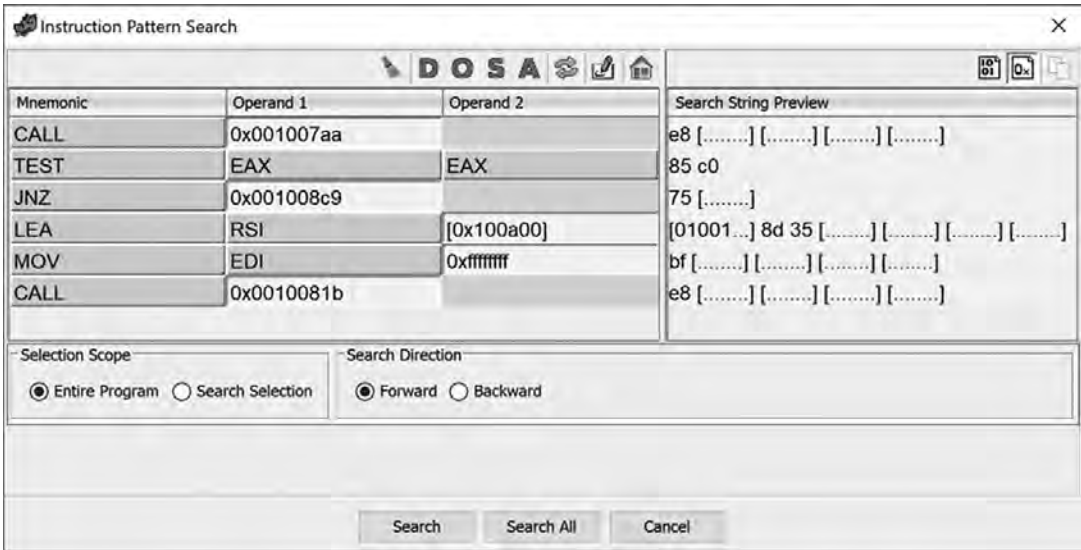 Instruction Pattern Search
D O S A
Mnemonic Operand 1 Operand 2 Search String Preview
CALL 0x001007aa e8 [........] [........] [........] [........]
TEST EAX EAX 85 c0
JNZ 0x001008c9 75 [........]
LEA RSI [0x100a00] [01001...] 8d 35 [........] [........] [........] [........]
MOV EDI 0xffffffff bf [........] [........] [........] [........]
CALL 0x0010081b e8 [........] [........] [........] [........]
Selection Scope Search Direction
Entire Program Search Selection Forward Backward
Search Search All Cancel